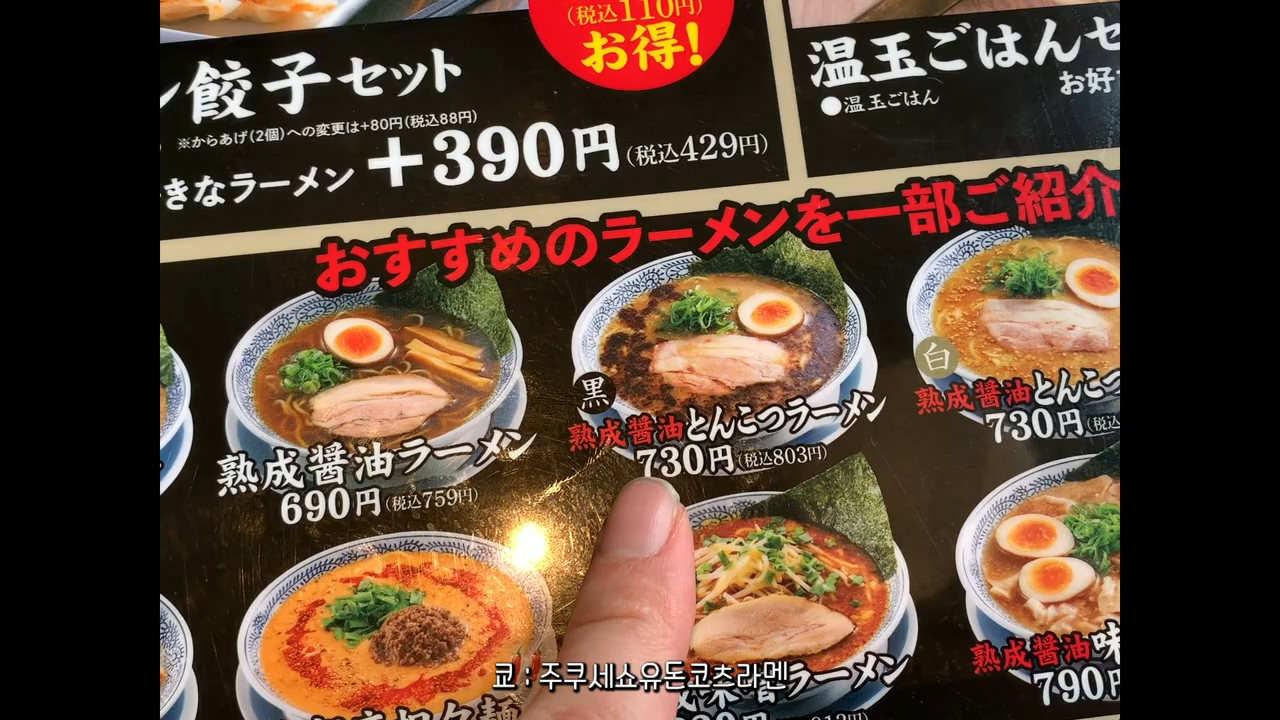 (税込110円)
お得!
餃子セット
※からあげ(2個)への変更は+80円(税込88円)
きなラーメン +390円(税込429円)
温玉ごはんセ
お好
●温玉ごはん
おすすめのラーメンを一部ご紹介
熟成醤油ラーメン
690円(税込759円)
黒
熟成醤油とんこつラーメン
730円(税込803円)
白
熟成醤油とんこつ
730円(税込
ラーメン
熟成醤油味
790円
쿄 : 주쿠세쇼유돈코츠라멘